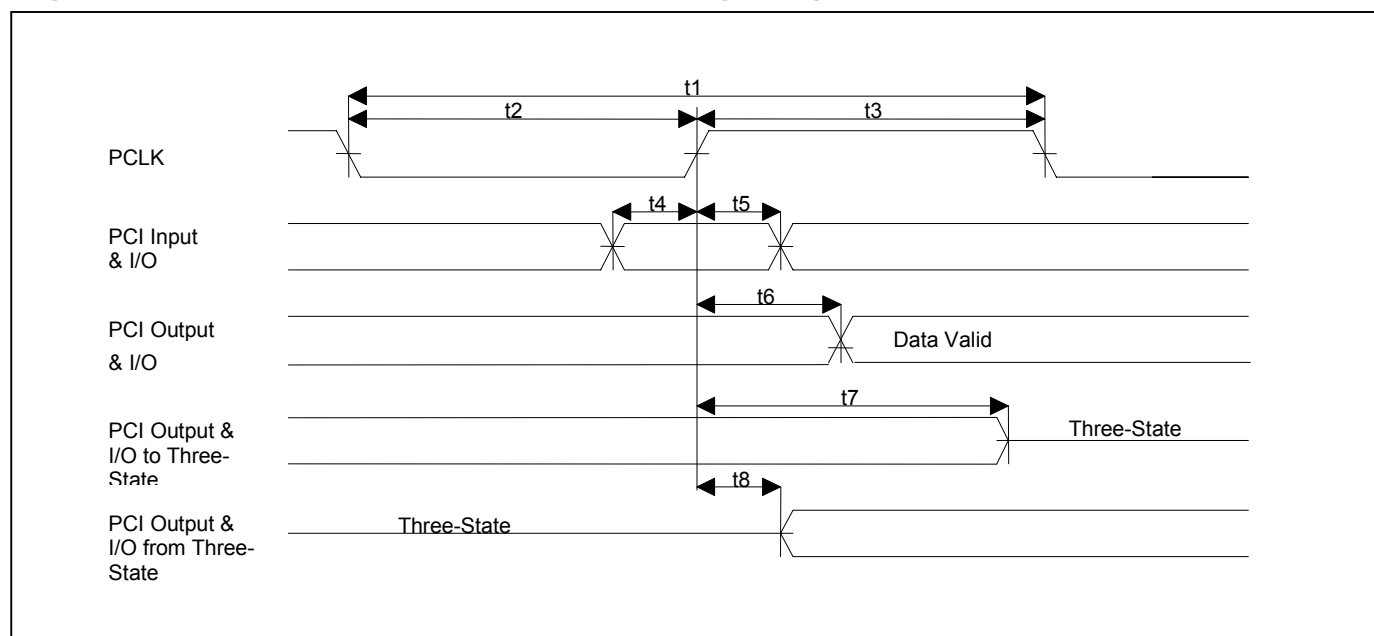 t1
t2
t3
PCLK
t4
t5
PCI Input
& I/O
t6
PCI Output
& I/O
Data Valid
t7
PCI Output &
I/O to Three-
State
Three-State
t8
PCI Output &
I/O from Three-
State
Three-State